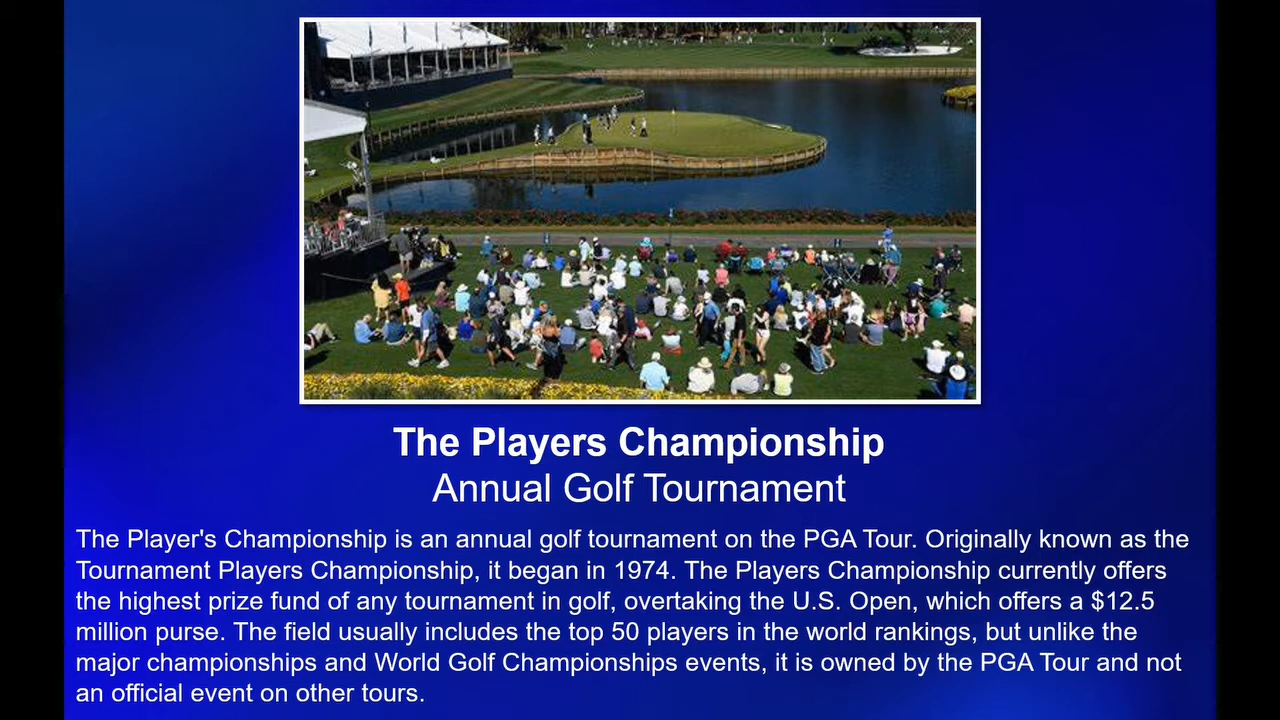 The Players Championship
Annual Golf Tournament
The Player's Championship is an annual golf tournament on the PGA Tour. Originally known as the
Tournament Players Championship, it began in 1974. The Players Championship currently offers
the highest prize fund of any tournament in golf, overtaking the U.S. Open, which offers a $12.5
million purse. The field usually includes the top 50 players in the world rankings, but unlike the
major championships and World Golf Championships events, it is owned by the PGA Tour and not
an official event on other tours.